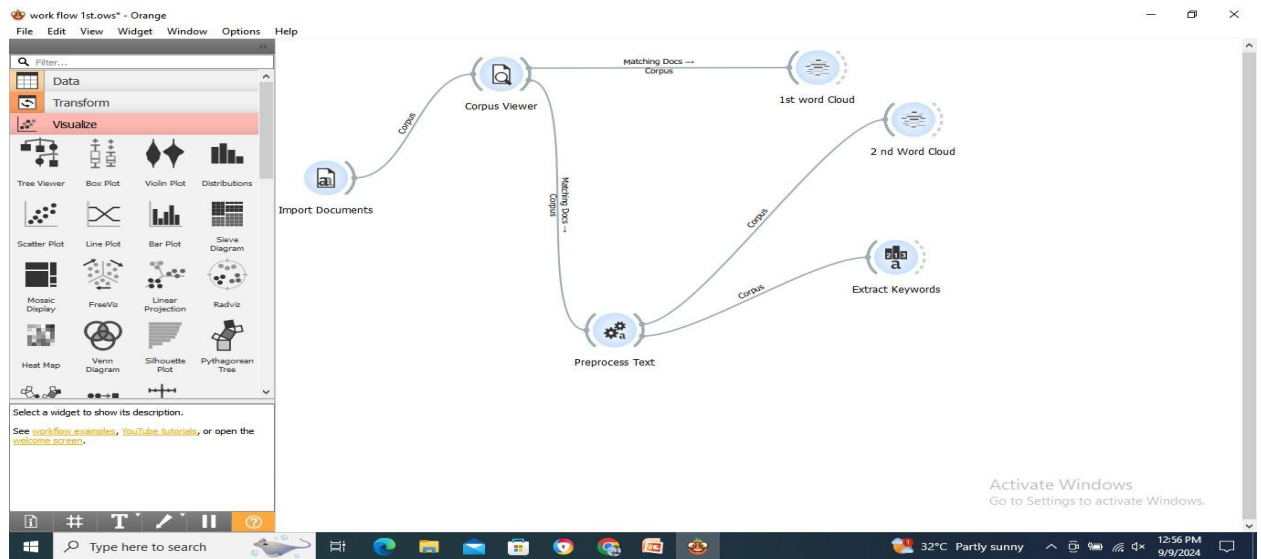 work flow 1st.ows* - Orange
File Edit View Widget Window Options Help
Filter...
Data
Transform
Visualize
Tree Viewer Box Plot Violin Plot Distributions
Scatter Plot Line Plot Bar Plot Sieve Diagram
Mosaic Display FreeViz Linear Projection Radviz
Heat Map Venn Diagram Silhouette Plot Pythagorean Tree
Select a widget to show its description.
See workflow examples, YouTube tutorials, or open the
welcome screen.
Import Documents
Corpus
Corpus Viewer
Matching Docs →
Corpus
1st word Cloud
Matching Docs →
Corpus
2 nd Word Cloud
Corpus
Extract Keywords
Corpus
Preprocess Text
Activate Windows
Go to Settings to activate Windows.
Type here to search
32°C Partly sunny
12:56 PM
9/9/2024